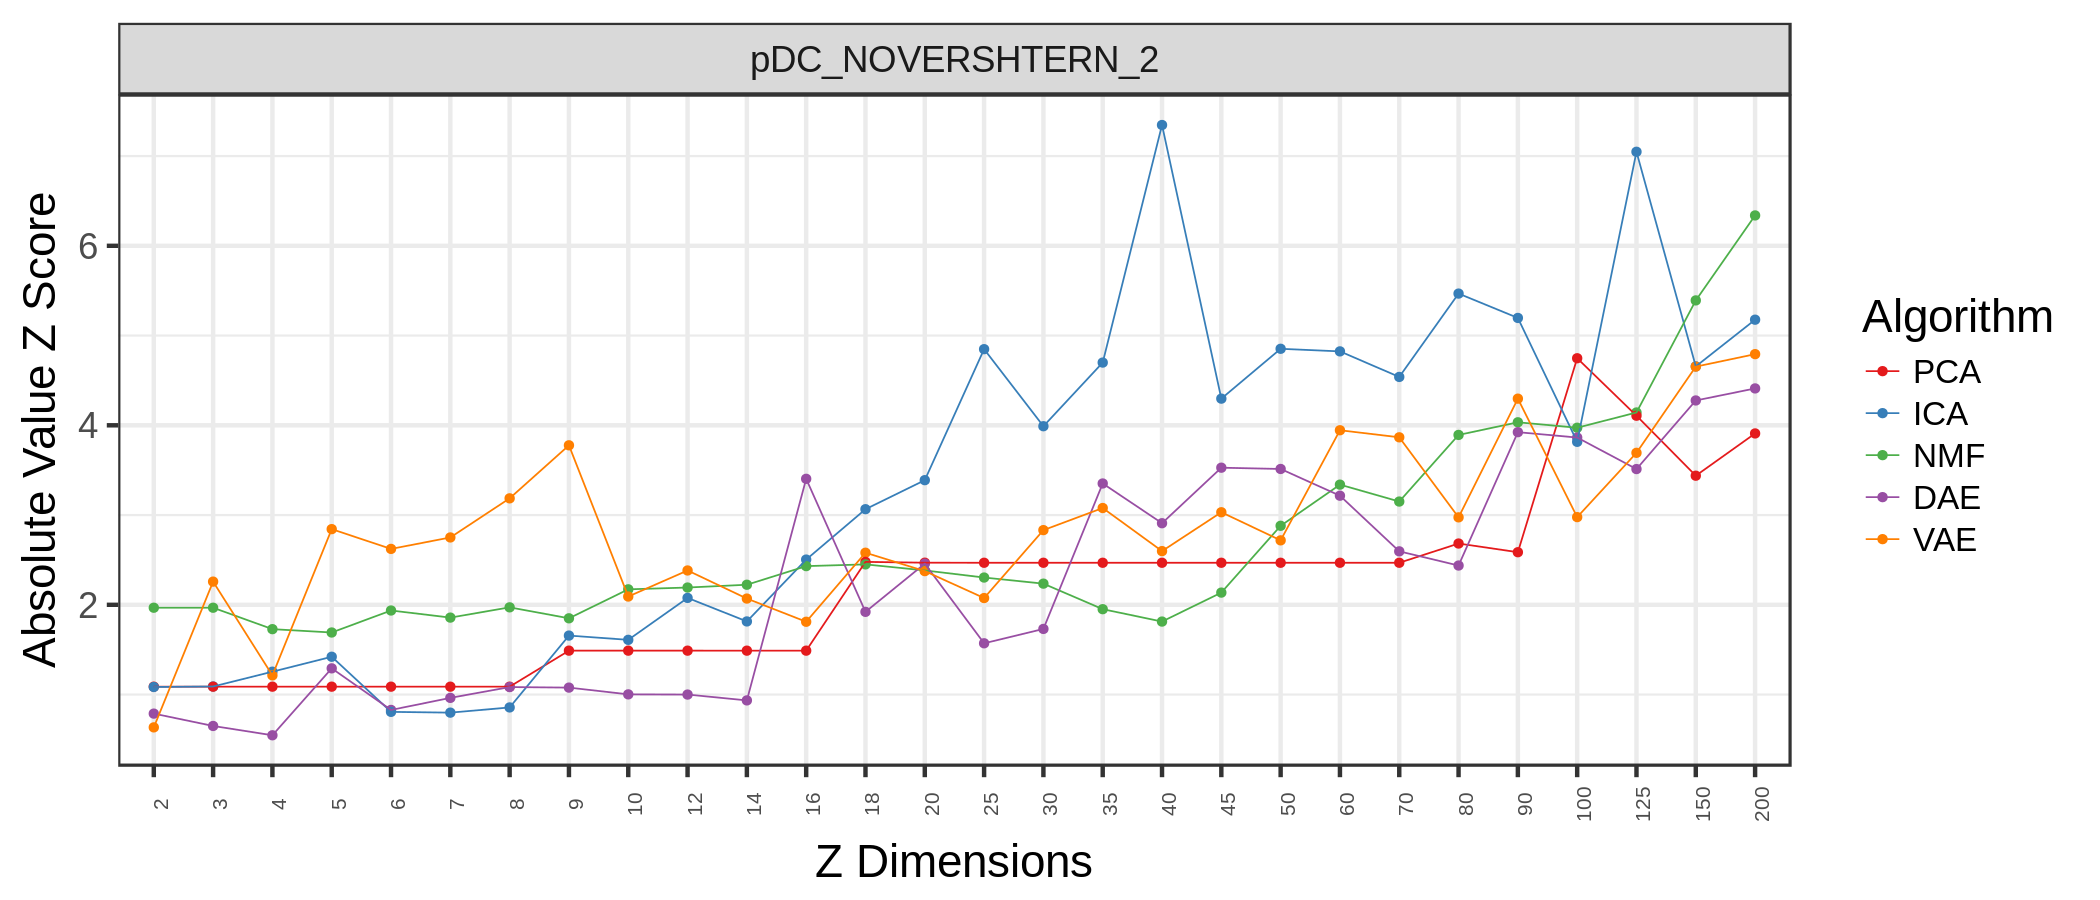 pDC_NOVERSHTERN_2
Absolute Value Z Score
6
4
2
2 3 4 5 6 7 8 9 10 12 14 16 18 20 25 30 35 40 45 50 60 70 80 90 100 125 150 200
Z Dimensions
Algorithm
PCA
ICA
NMF
DAE
VAE